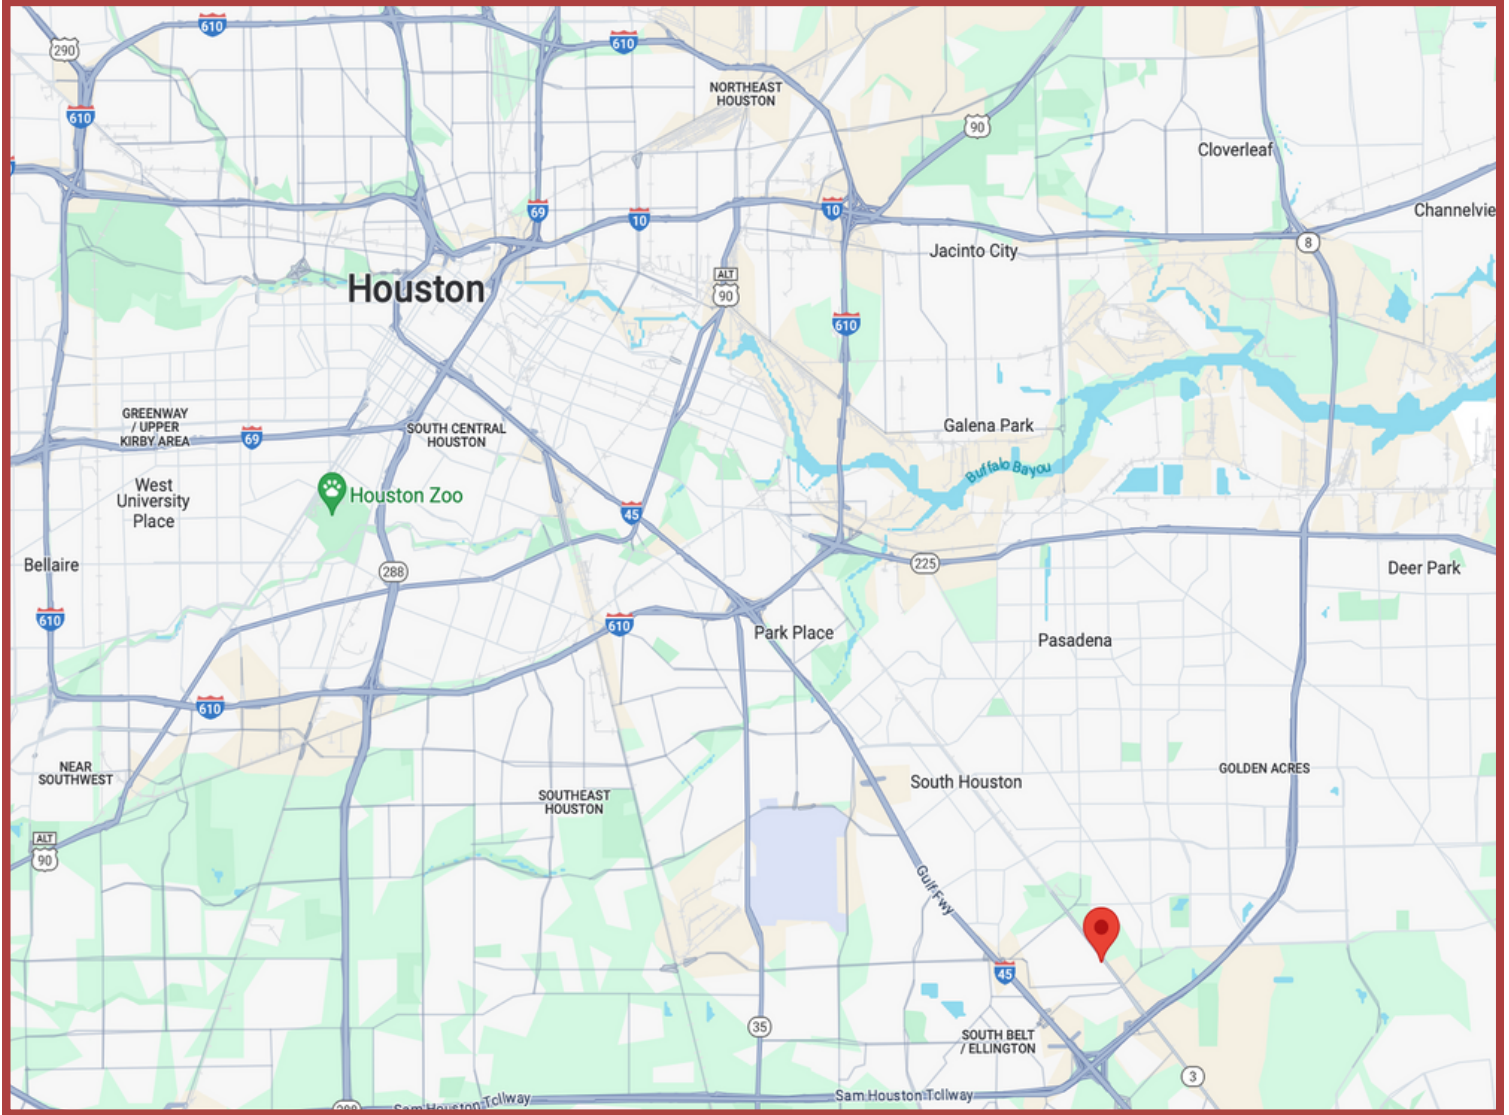 610
290
610
NORTHEAST
HOUSTON
610
90
Cloverleaf
69
10
10
Channelvie
8
Jacinto City
Houston
ALT
90
610
GREENWAY
/ UPPER
KIRBY AREA
69
SOUTH CENTRAL
HOUSTON
Galena Park
Buffalo Bayou
West
University
Place
Houston Zoo
45
Bellaire
288
225
Deer Park
610
610
Park Place
Pasadena
610
NEAR
SOUTHWEST
SOUTHEAST
HOUSTON
South Houston
GOLDEN ACRES
ALT
90
Gulf Fwy
45
35
SOUTH BELT
/ ELLINGTON
3
288
Sam Houston Tollway
Sam Houston Tollway